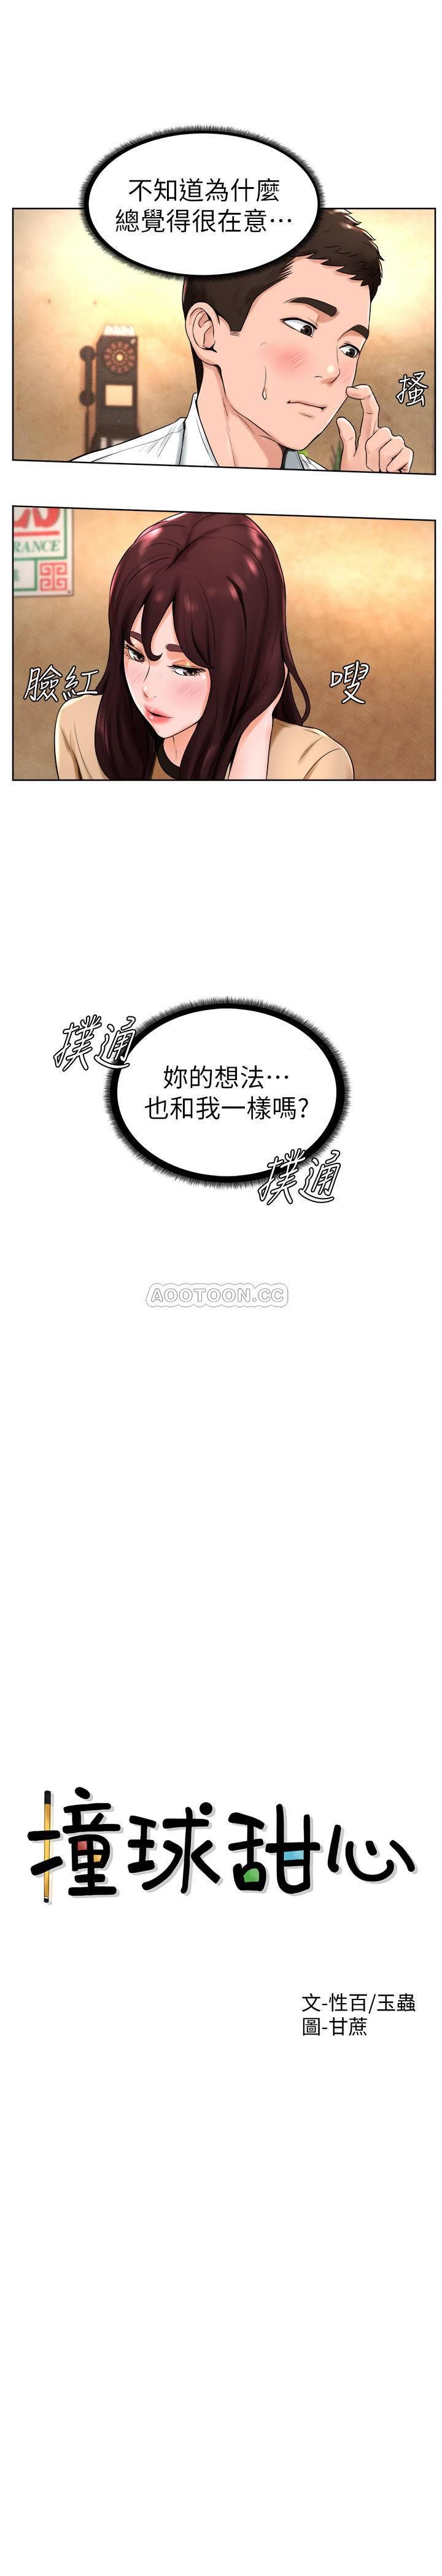 不知道為什麼
總覺得很在意…
搔
RANCE
臉紅
嗖
撲通
妳的想法…
也和我一樣嗎?
撲通
AOOTOON.CC
撞球甜心
文-性百/玉蟲
圖-甘蔗